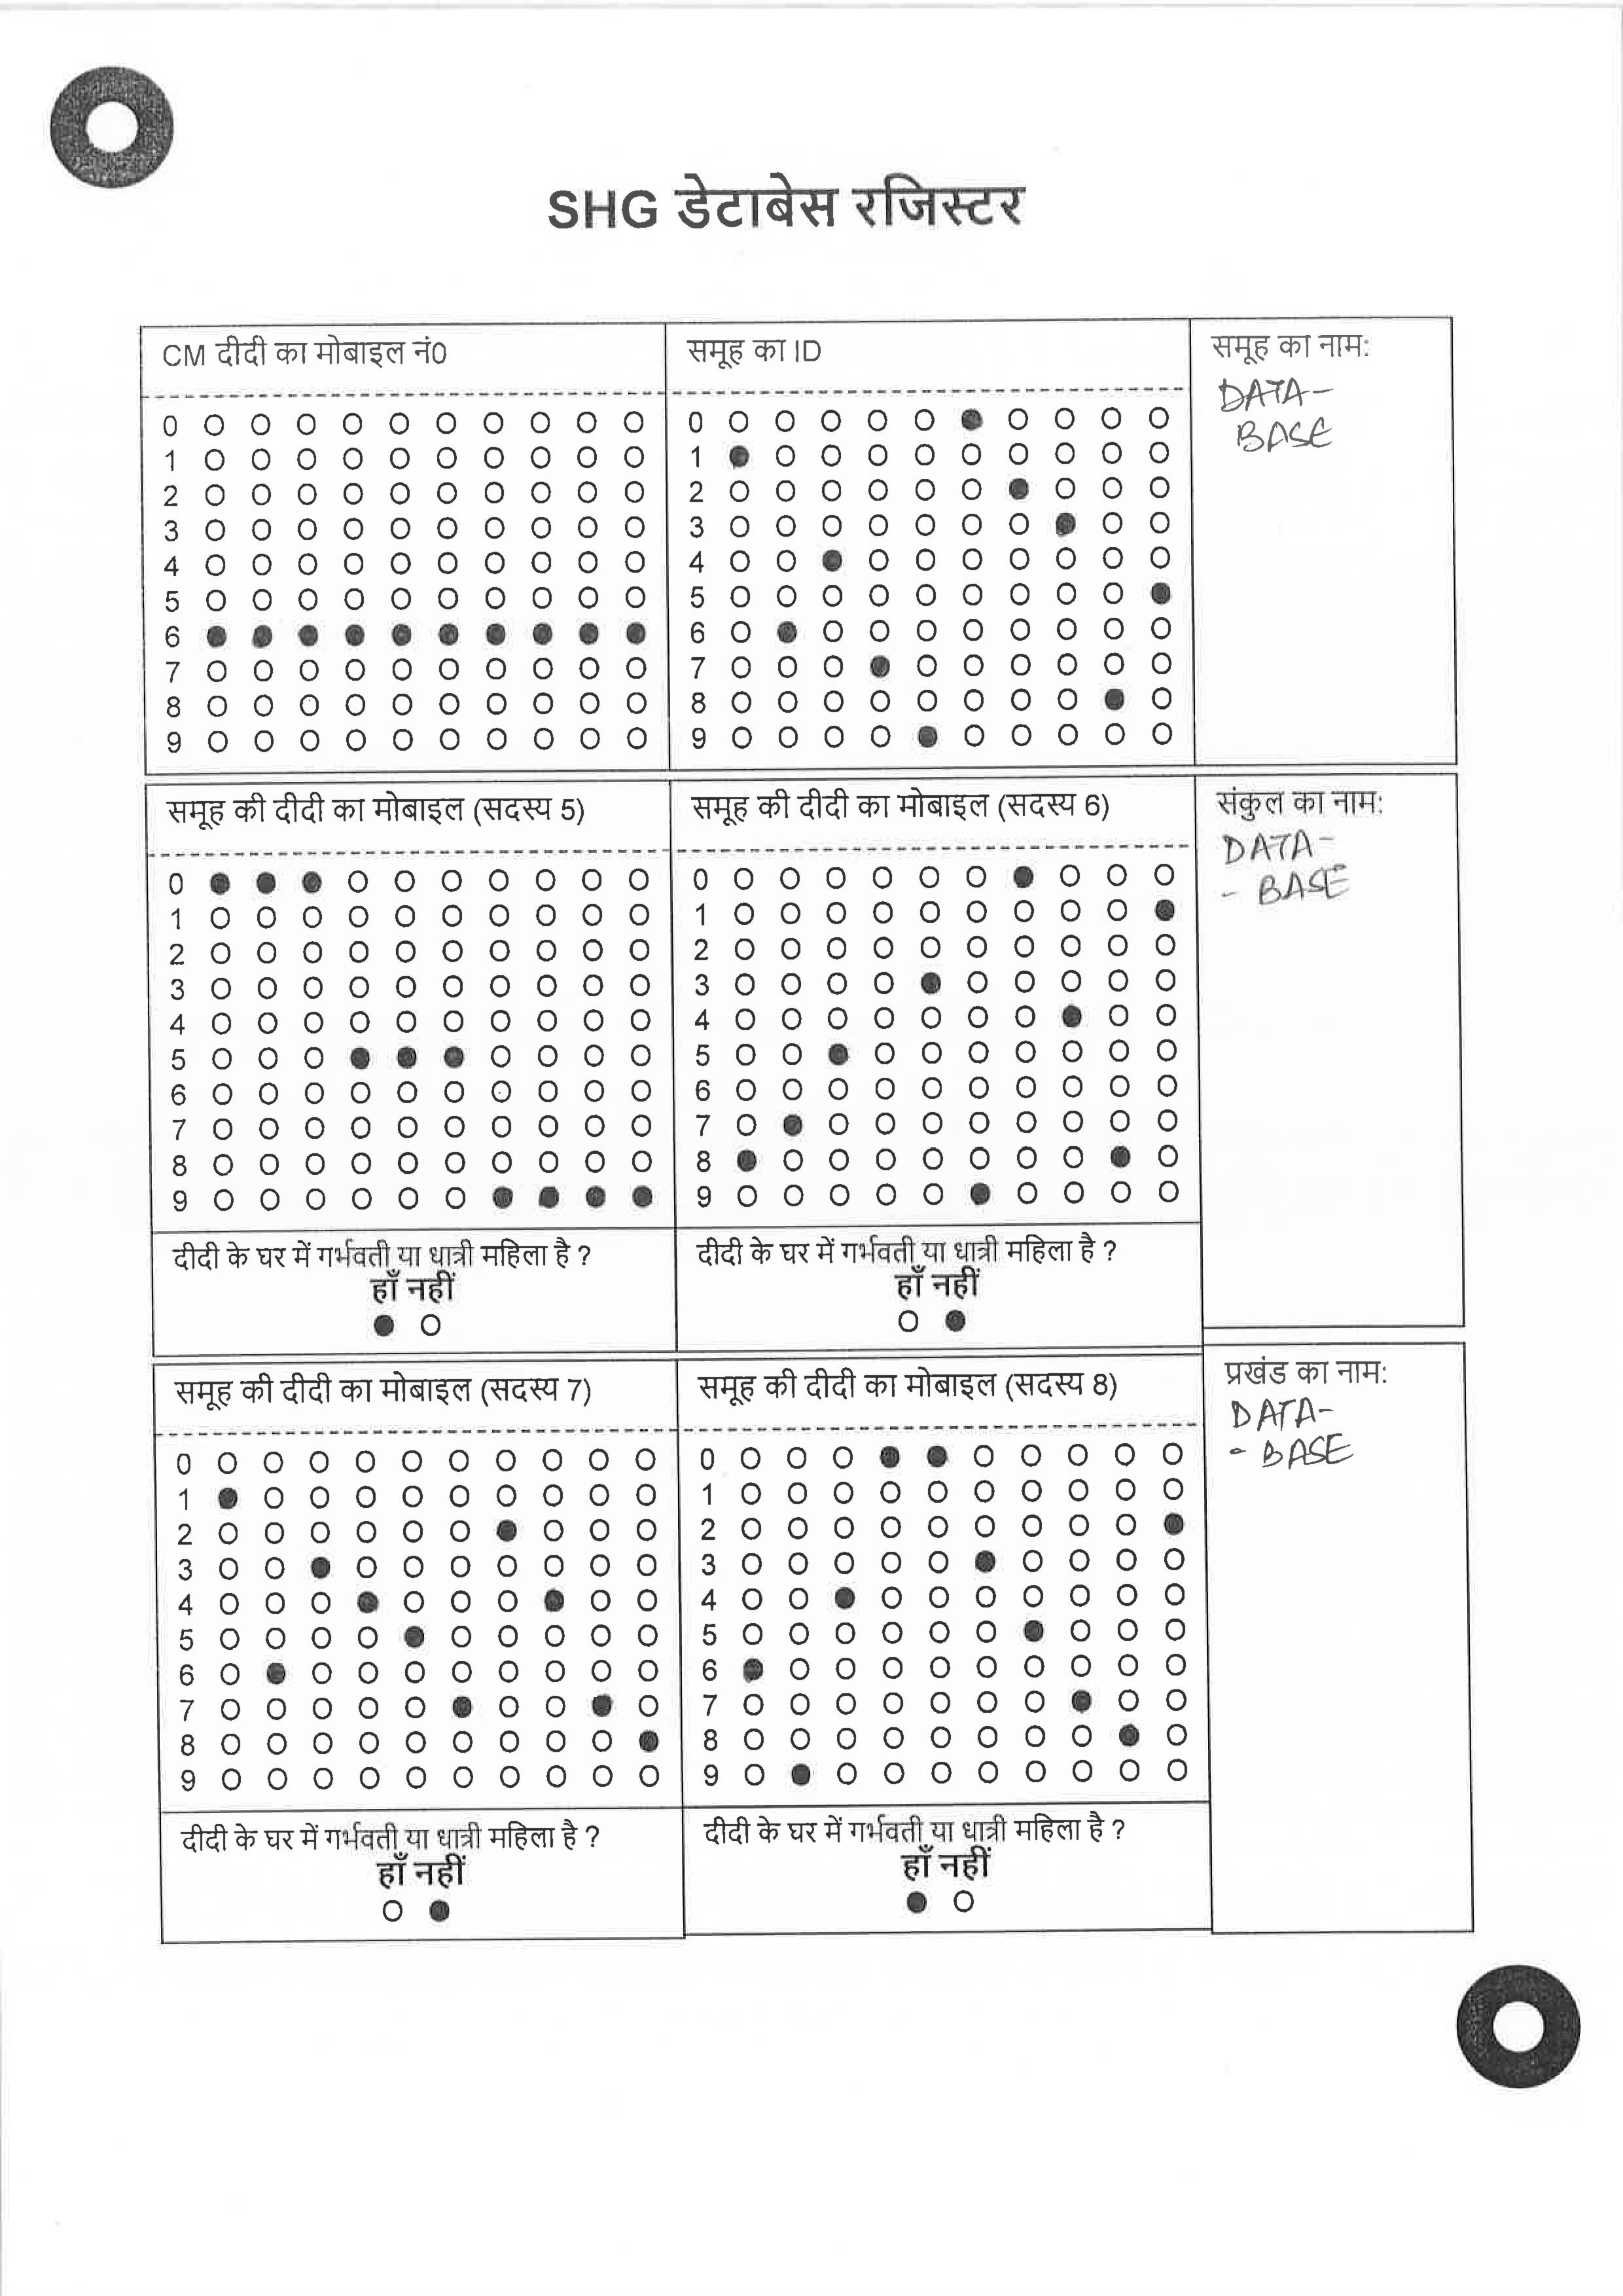 SHG डेटाबेस रजिस्टर
CM दीदी का मोबाइल नं0
0
1
2
3
4
5
6
7
8
9
समूह का ID
0
1
2
3
4
5
6
7
8
9
समूह का नाम:
DATA-
BASE
समूह की दीदी का मोबाइल (सदस्य 5)
0
1
2
3
4
5
6
7
8
9
दीदी के घर में गर्भवती या धात्री महिला है ?
हाँ नहीं
समूह की दीदी का मोबाइल (सदस्य 6)
0
1
2
3
4
5
6
7
8
9
दीदी के घर में गर्भवती या धात्री महिला है ?
हाँ नहीं
संकुल का नाम:
DATA-
- BASE
समूह की दीदी का मोबाइल (सदस्य 7)
0
1
2
3
4
5
6
7
8
9
दीदी के घर में गर्भवती या धात्री महिला है ?
हाँ नहीं
समूह की दीदी का मोबाइल (सदस्य 8)
0
1
2
3
4
5
6
7
8
9
दीदी के घर में गर्भवती या धात्री महिला है ?
हाँ नहीं
प्रखंड का नाम:
DATA-
- BASE